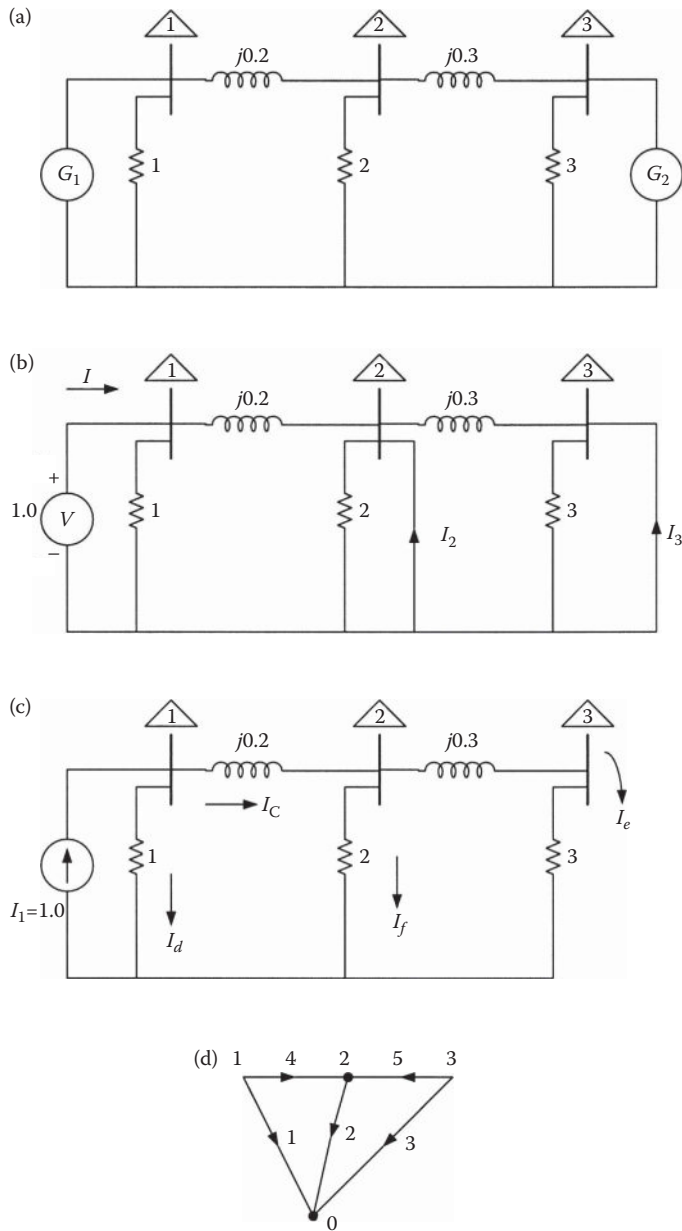 (a)
1 2 3
j0.2 j0.3
G1 1 2 3 G2
(b)
I 1 2 3
j0.2 j0.3
+
1.0 V 1 2 I2 3 I3
−
(c)
1 2 3
j0.2 j0.3
IC Ie
1 2 3
I1=1.0
Id If
(d)
1 4 2 5 3
1 2 3
0